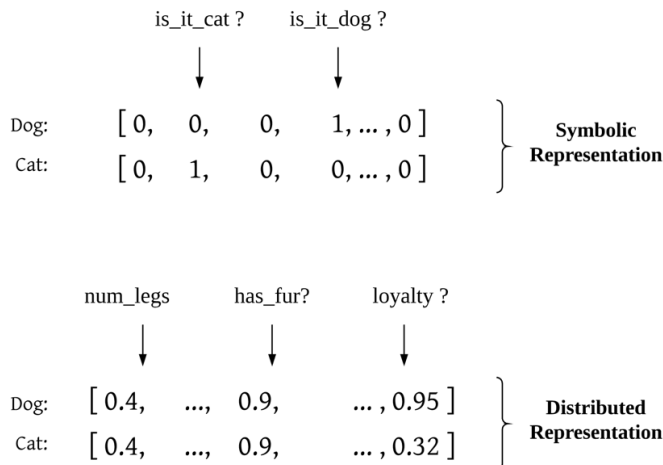 is_it_cat ? is_it_dog ?
Dog: [ 0, 0, 0, 1, ... , 0 ]
Cat: [ 0, 1, 0, 0, ... , 0 ]
Symbolic
Representation
num_legs has_fur? loyalty ?
Dog: [ 0.4, ..., 0.9, ... , 0.95 ]
Cat: [ 0.4, ..., 0.9, ... , 0.32 ]
Distributed
Representation